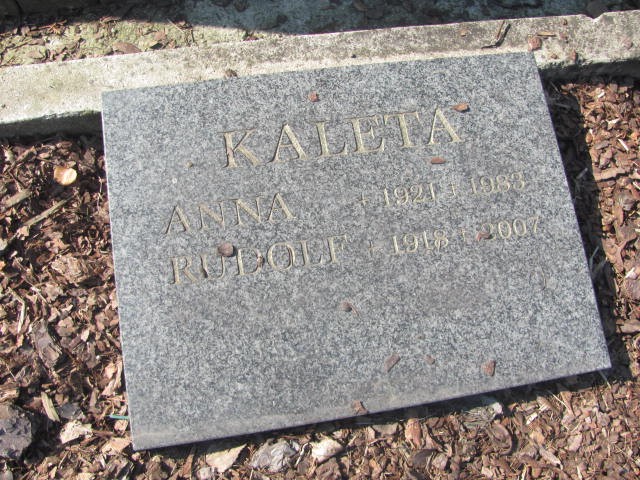 KALETA
ANNA + 1921 + 1983
RUDOLF + 1918 + 2007